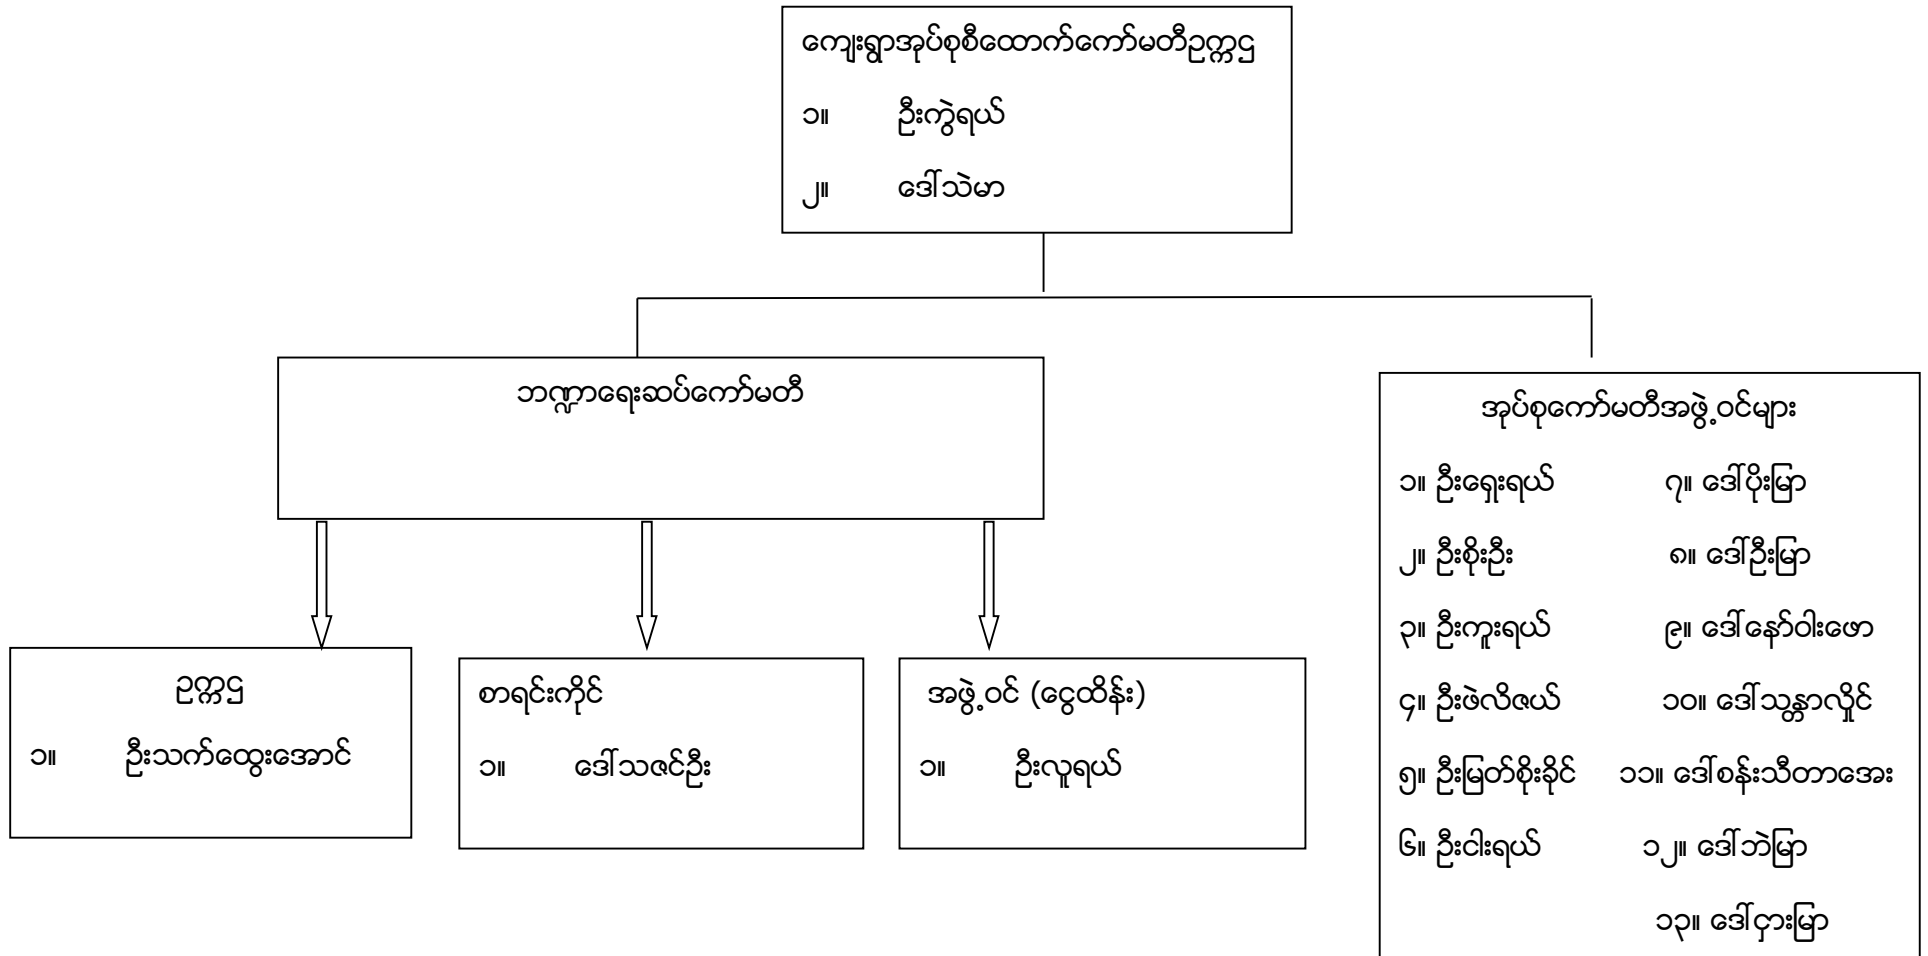 ကျေးရွာအုပ်စုစီထောက်ကော်မတီဥက္ကဌ
၁။ ဦးကွဲရယ်
၂။ ဒေါ်သဲမာ
ဘဏ္ဍာရေးဆပ်ကော်မတီ
ဥက္ကဌ
၁။ ဦးသက်ထွေးအောင်
စာရင်းကိုင်
၁။ ဒေါ်သဇင်ဦး
အဖွဲ့ဝင် (ငွေထိန်း)
၁။ ဦးလူရယ်
အုပ်စုကော်မတီအဖွဲ့ဝင်များ
၁။ ဦးရှေးရယ် ၇။ ဒေါ်ပိုးမြာ
၂။ ဦးစိုးဦး ၈။ ဒေါ်ဦးမြာ
၃။ ဦးကူးရယ် ၉။ ဒေါ်နော်ဝါးဖော
၄။ ဦးဖဲလိဇယ် ၁၀။ ဒေါ်သန္တာလှိုင်
၅။ ဦးမြတ်စိုးခိုင် ၁၁။ ဒေါ်စန်းသီတာအေး
၆။ ဦးငါးရယ် ၁၂။ ဒေါ်ဘဲမြာ
၁၃။ ဒေါ်ငှားမြာ